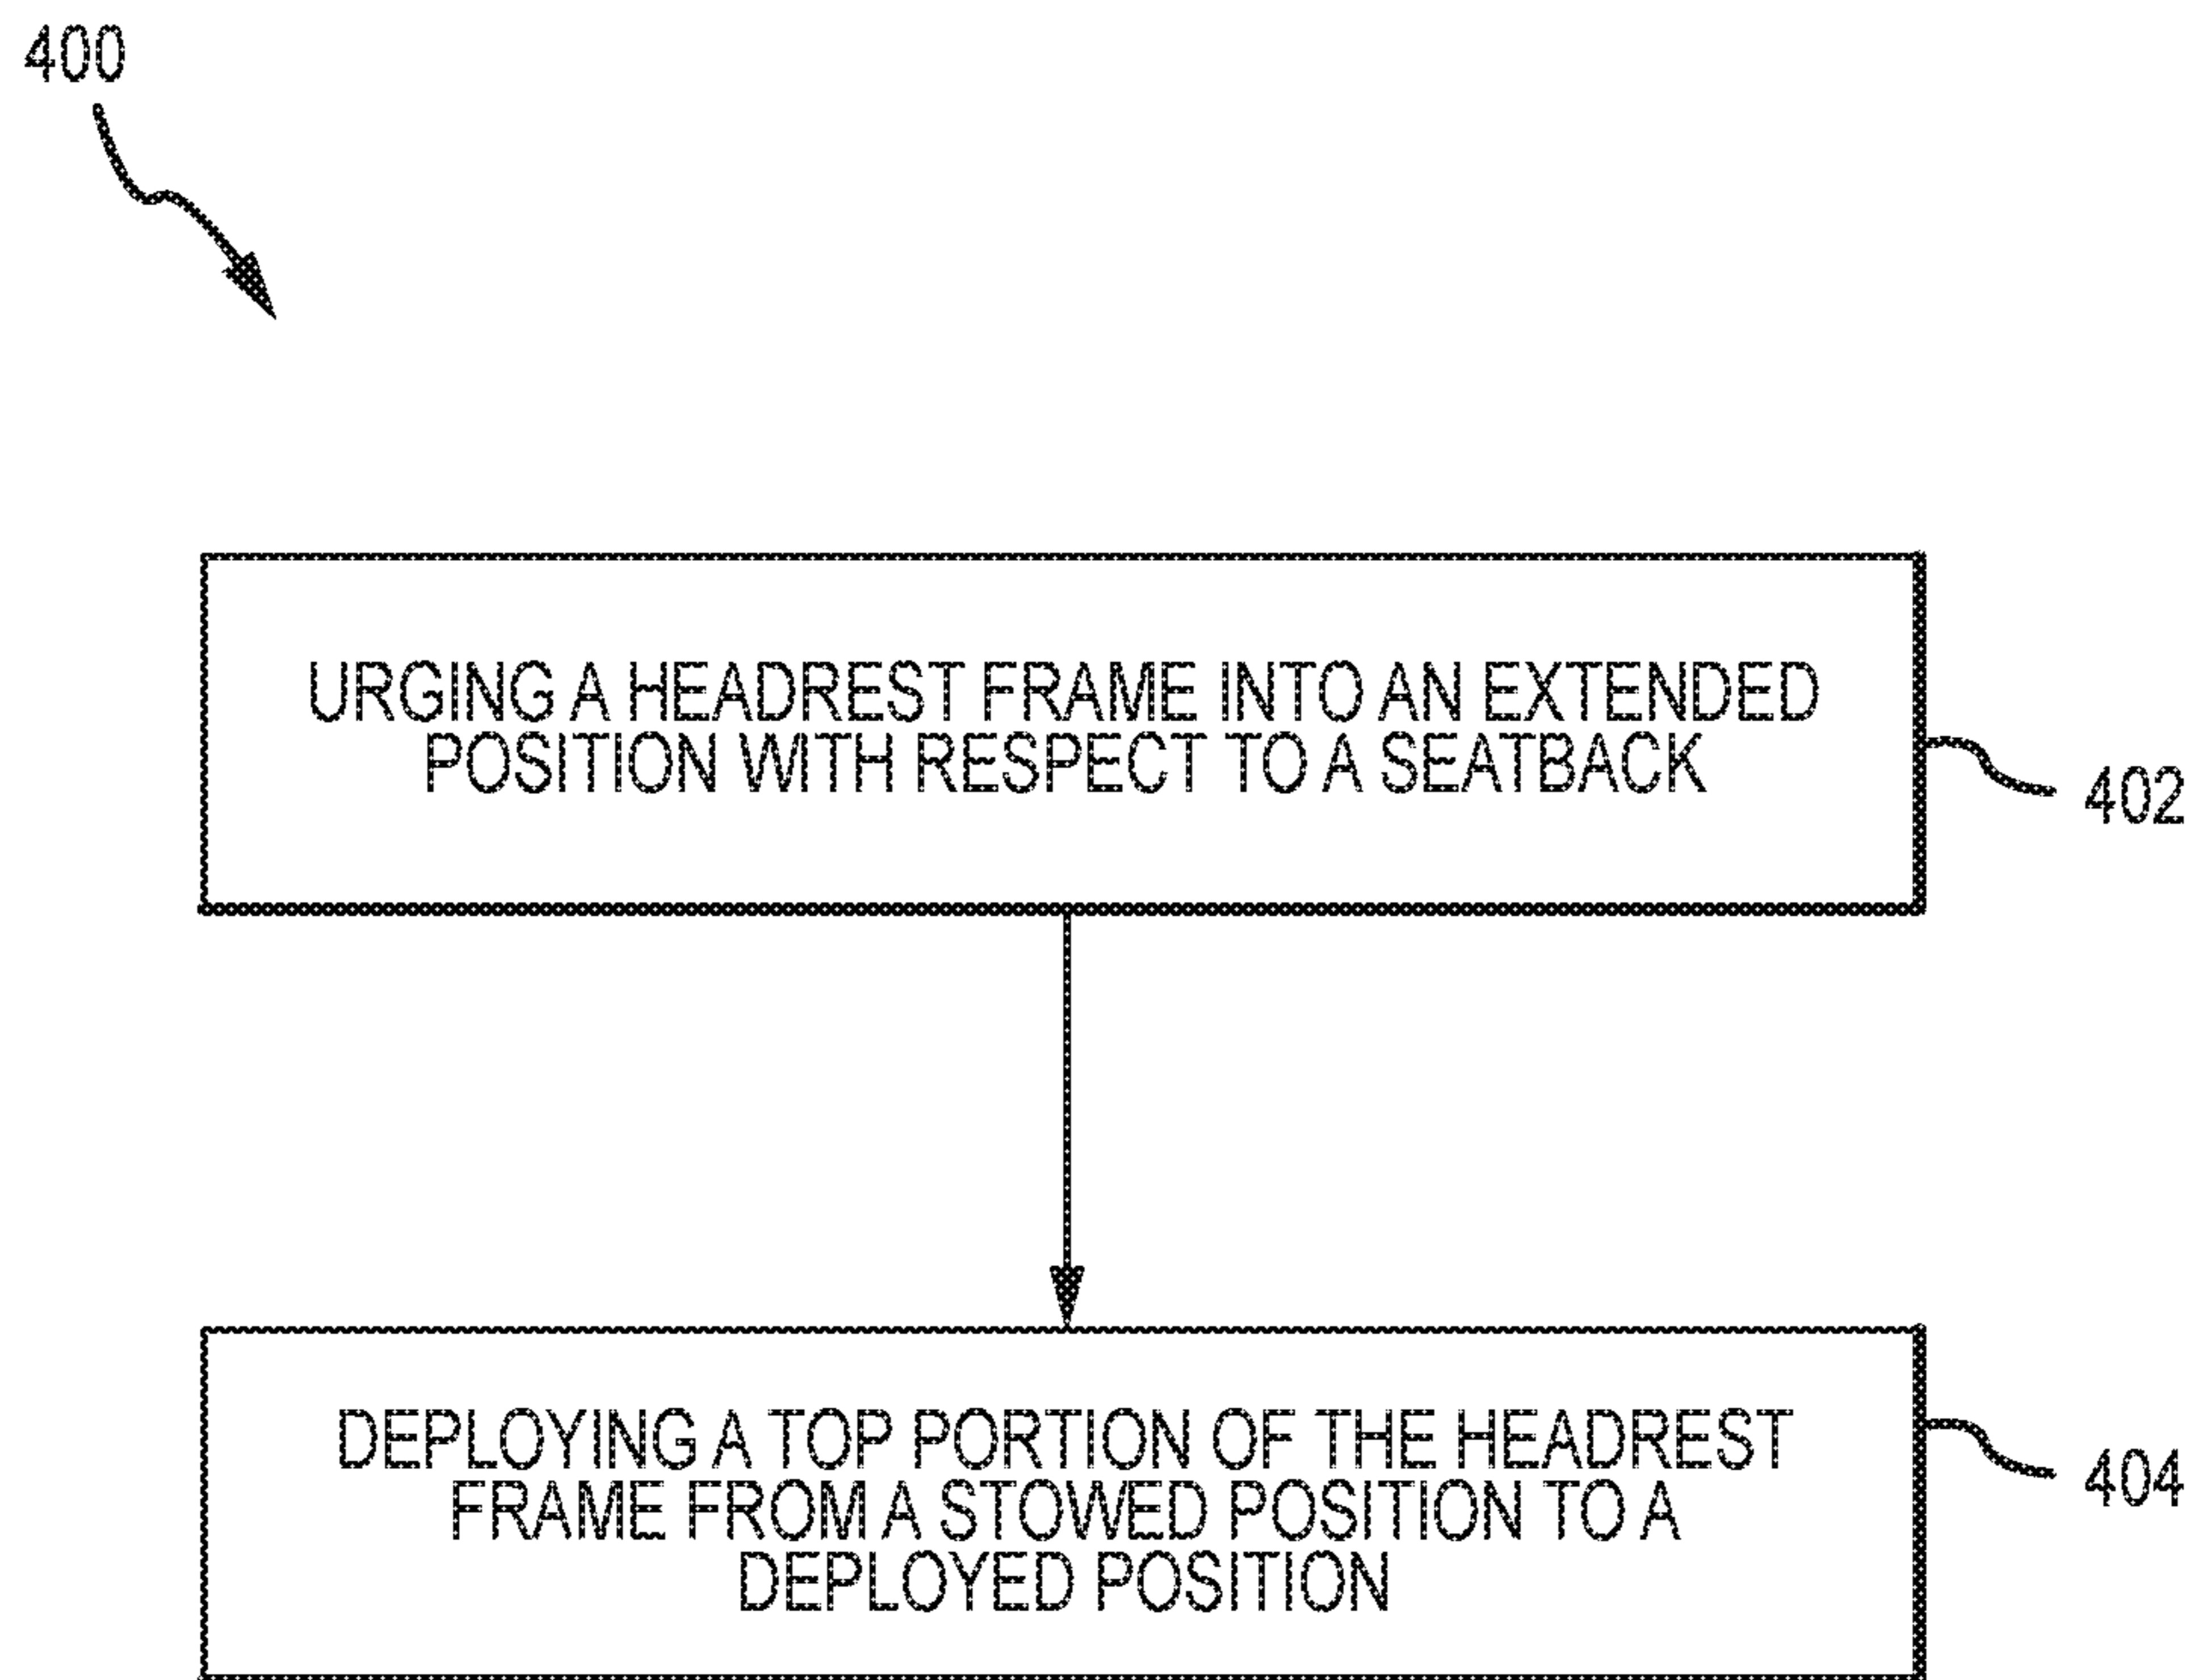 400
URGING A HEADREST FRAME INTO AN EXTENDED
POSITION WITH RESPECT TO A SEATBACK
402
DEPLOYING A TOP PORTION OF THE HEADREST
FRAME FROM A STOWED POSITION TO A
DEPLOYED POSITION
404